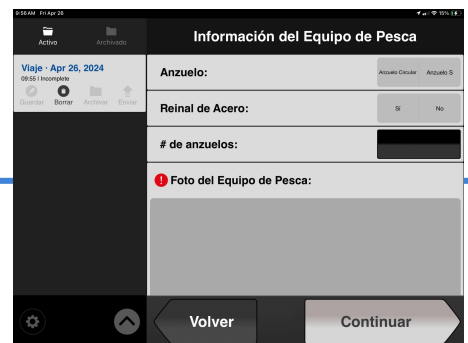 9:56 AM Fri Apr 26
15%
Activo
Archivado
Información del Equipo de Pesca
Viaje · Apr 26, 2024
09:55 | Incomplete
Guardar Borrar Archivar Enviar
Anzuelo:
Anzuelo Circular Anzuelo S
Reinal de Acero:
Sí No
# de anzuelos:
Foto del Equipo de Pesca:
Volver
Continuar